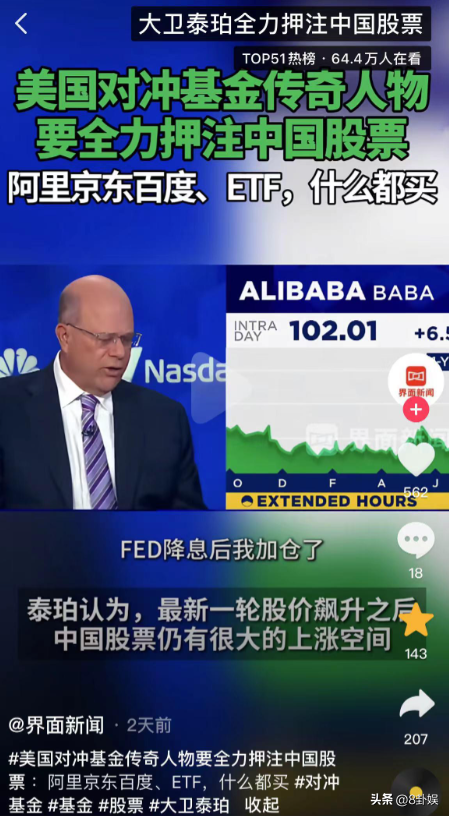 大卫泰珀全力押注中国股票
TOP51热榜 · 64.4万人在看
美国对冲基金传奇人物
要全力押注中国股票
阿里京东百度、ETF，什么都买
ALIBABA BABA
INTRA
DAY
102.01
+6.5
Nasda
界面新闻
O D F A J
EXTENDED HOURS
562
FED降息后我加仓了
18
泰珀认为，最新一轮股价飙升之后
中国股票仍有很大的上涨空间
143
207
@界面新闻 · 2天前
#美国对冲基金传奇人物要全力押注中国股
票 ：阿里京东百度、ETF，什么都买 #对冲
基金 #基金 #股票 #大卫泰珀 收起
头条 @8卦娱